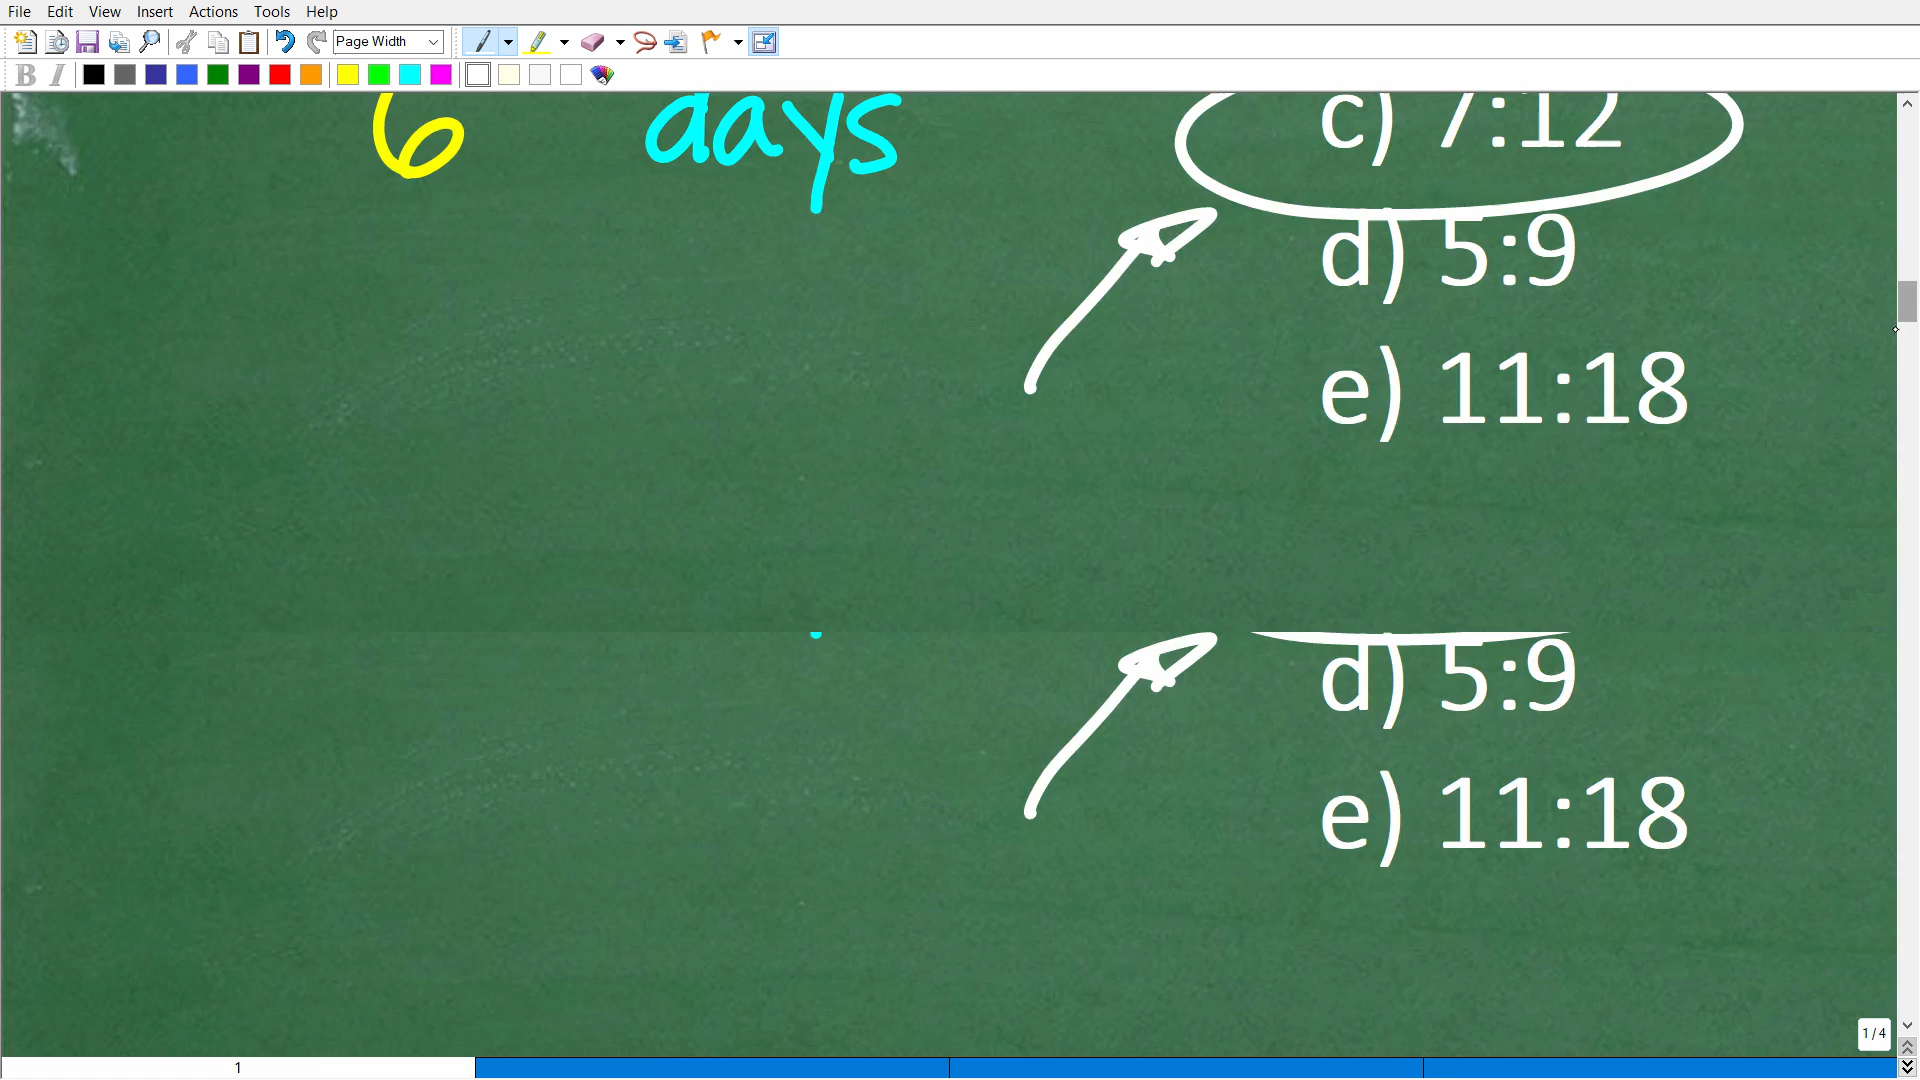 File Edit View Insert Actions Tools Help
Page Width
B I
6 days
c) 7:12
d) 5:9
e) 11:18
d) 5:9
e) 11:18
1 / 4
1